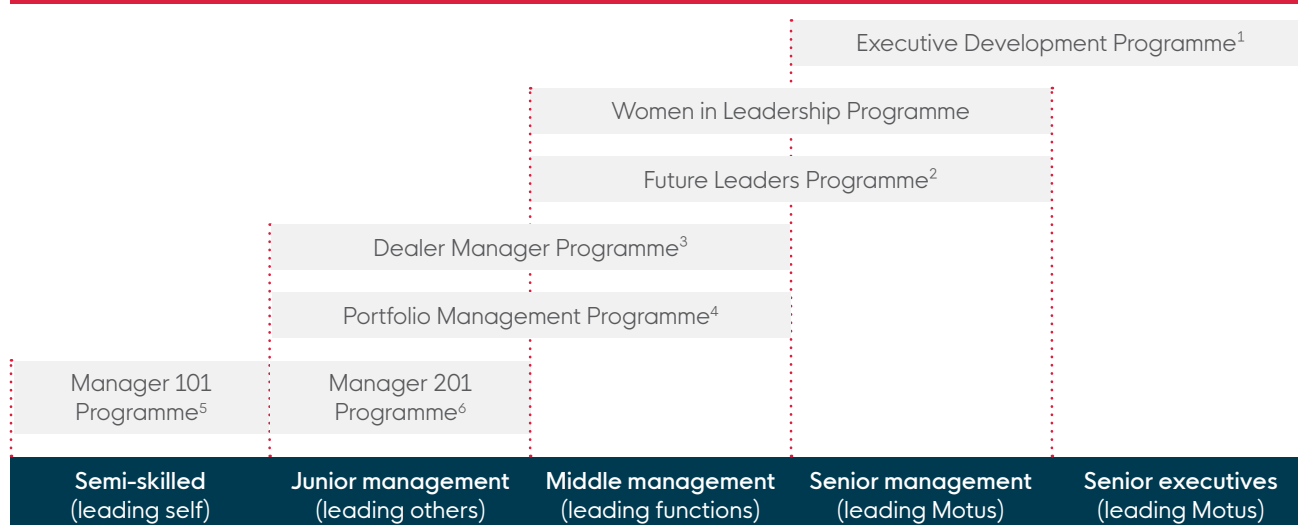 Executive Development Programme¹
Women in Leadership Programme
Future Leaders Programme²
Dealer Manager Programme³
Portfolio Management Programme⁴
Manager 101
Programme⁵
Manager 201
Programme⁶
Semi-skilled
(leading self)
Junior management
(leading others)
Middle management
(leading functions)
Senior management
(leading Motus)
Senior executives
(leading Motus)